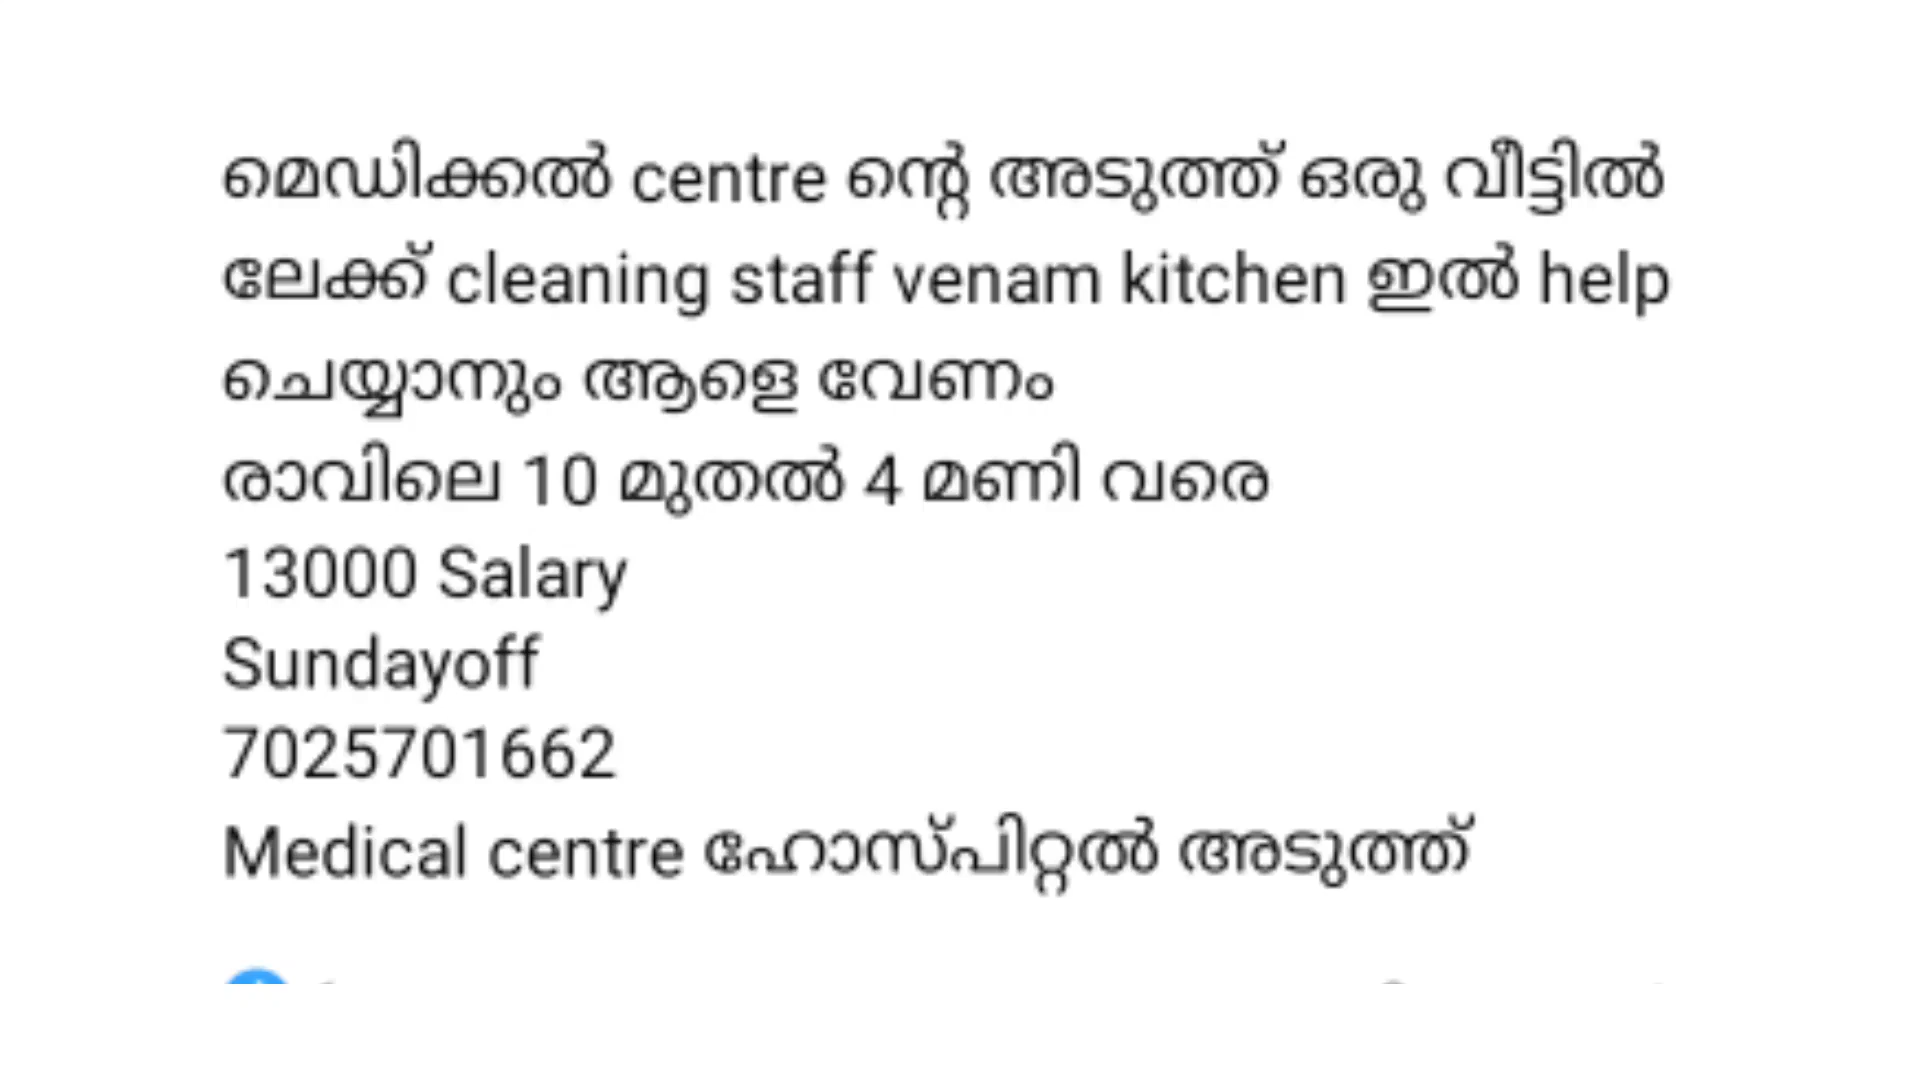 മെഡിക്കൽ centre ന്റെ അടുത്ത് ഒരു വീട്ടിൽ
ലേക്ക് cleaning staff venam kitchen ഇൽ help
ചെയ്യാനും ആളെ വേണം
രാവിലെ 10 മുതൽ 4 മണി വരെ
13000 Salary
Sundayoff
7025701662
Medical centre ഹോസ്പിറ്റൽ അടുത്ത്